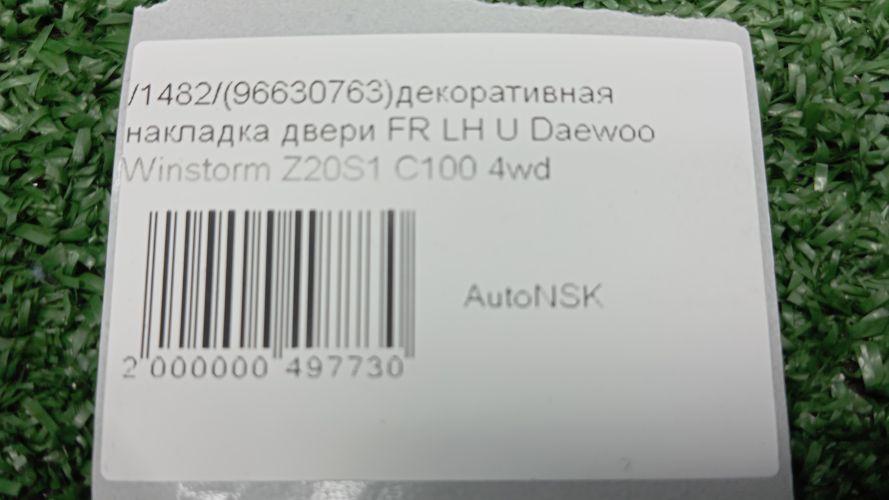 /1482/(96630763)декоративная
накладка двери FR LH U Daewoo
Winstorm Z20S1 C100 4wd
AutoNSK
2 000000 497730